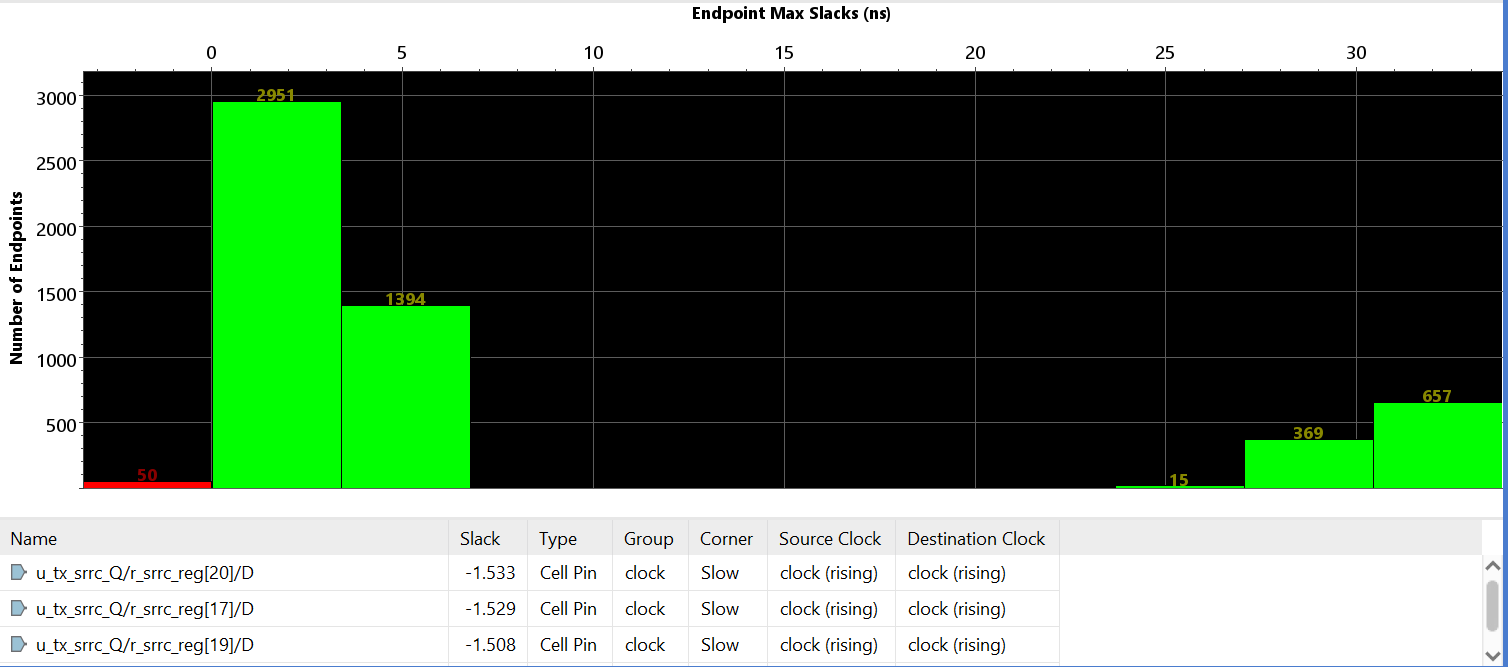 Endpoint Max Slacks (ns)
0 5 10 15 20 25 30
Number of Endpoints
3000
2500
2000
1500
1000
500
50
2951
1394
15
369
657
Name Slack Type Group Corner Source Clock Destination Clock
u_tx_srrc_Q/r_srrc_reg[20]/D -1.533 Cell Pin clock Slow clock (rising) clock (rising)
u_tx_srrc_Q/r_srrc_reg[17]/D -1.529 Cell Pin clock Slow clock (rising) clock (rising)
u_tx_srrc_Q/r_srrc_reg[19]/D -1.508 Cell Pin clock Slow clock (rising) clock (rising)